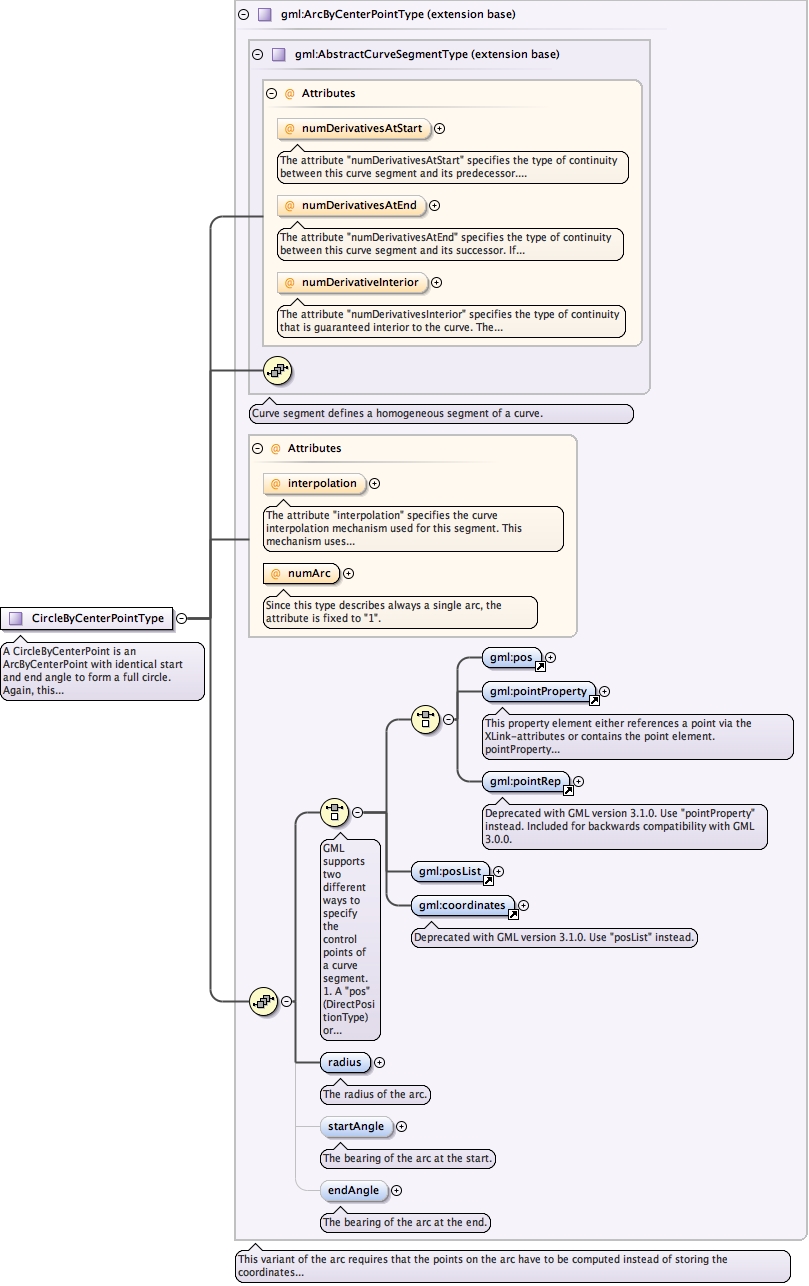 gml:ArcByCenterPointType (extension base)
gml:AbstractCurveSegmentType (extension base)
@ Attributes
@ numDerivativesAtStart
The attribute "numDerivativesAtStart" specifies the type of continuity
between this curve segment and its predecessor....
@ numDerivativesAtEnd
The attribute "numDerivativesAtEnd" specifies the type of continuity
between this curve segment and its successor. If...
@ numDerivativeInterior
The attribute "numDerivativesInterior" specifies the type of continuity
that is guaranteed interior to the curve. The...
Curve segment defines a homogeneous segment of a curve.
@ Attributes
@ interpolation
The attribute "interpolation" specifies the curve
interpolation mechanism used for this segment. This
mechanism uses...
@ numArc
Since this type describes always a single arc, the
attribute is fixed to "1".
CircleByCenterPointType
A CircleByCenterPoint is an
ArcByCenterPoint with identical start
and end angle to form a full circle.
Again, this...
gml:pos
gml:pointProperty
This property element either references a point via the
XLink-attributes or contains the point element.
pointProperty...
gml:pointRep
Deprecated with GML version 3.1.0. Use "pointProperty"
instead. Included for backwards compatibility with GML
3.0.0.
GML
supports
two
different
ways to
specify
the
control
points of
a curve
segment.
1. A "pos"
(DirectPosi
tionType)
or...
gml:posList
gml:coordinates
Deprecated with GML version 3.1.0. Use "posList" instead.
radius
The radius of the arc.
startAngle
The bearing of the arc at the start.
endAngle
The bearing of the arc at the end.
This variant of the arc requires that the points on the arc have to be computed instead of storing the
coordinates...